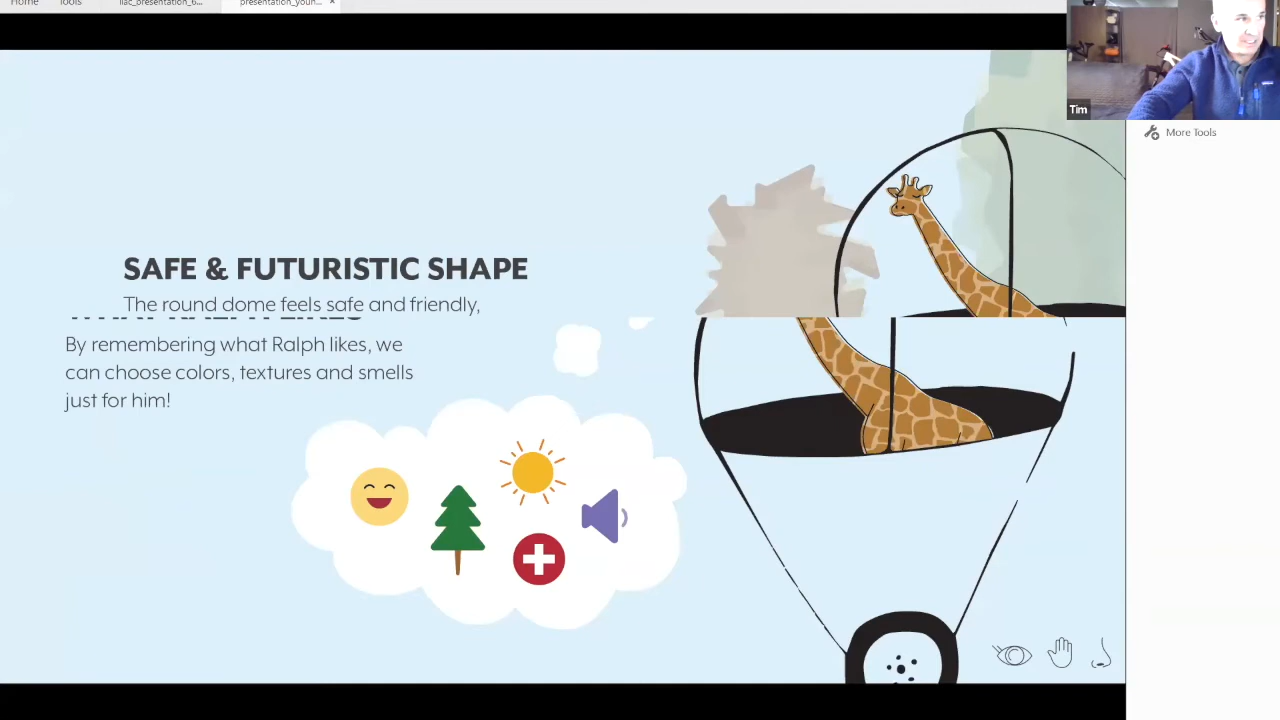 Home
Tools
presentation_youn...
Tim
More Tools
SAFE & FUTURISTIC SHAPE
The round dome feels safe and friendly,
By remembering what Ralph likes, we
can choose colors, textures and smells
just for him!